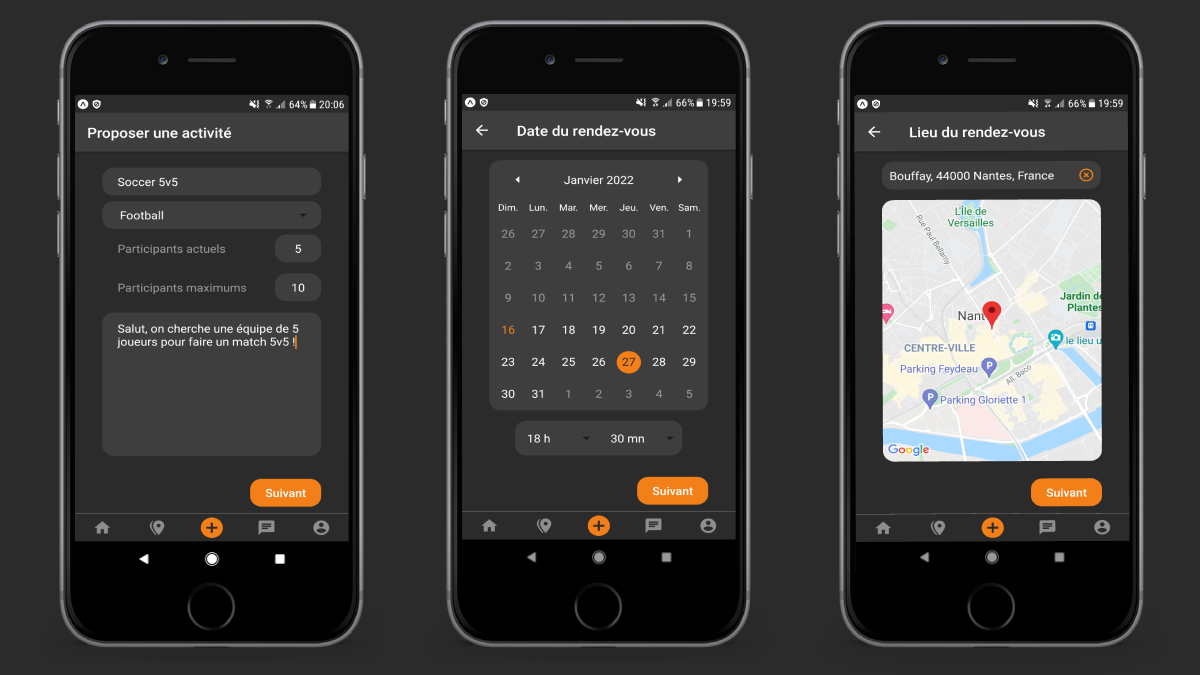 64% 20:06
Proposer une activité
Soccer 5v5
Football
Participants actuels 5
Participants maximums 10
Salut, on cherche une équipe de 5
joueurs pour faire un match 5v5 !
Suivant
66% 19:59
Date du rendez-vous
Janvier 2022
Dim. Lun. Mar. Mer. Jeu. Ven. Sam.
26 27 28 29 30 31 1
2 3 4 5 6 7 8
9 10 11 12 13 14 15
16 17 18 19 20 21 22
23 24 25 26 27 28 29
30 31 1 2 3 4 5
18 h 30 mn
Suivant
66% 19:59
Lieu du rendez-vous
Bouffay, 44000 Nantes, France
L'île de
Versailles
Rue Paul Bellamy
Jardin de
Plantes
Nant
CENTRE-VILLE
le lieu u
Parking Feydeau
All. Baco
Parking Gloriette 1
Google
Suivant